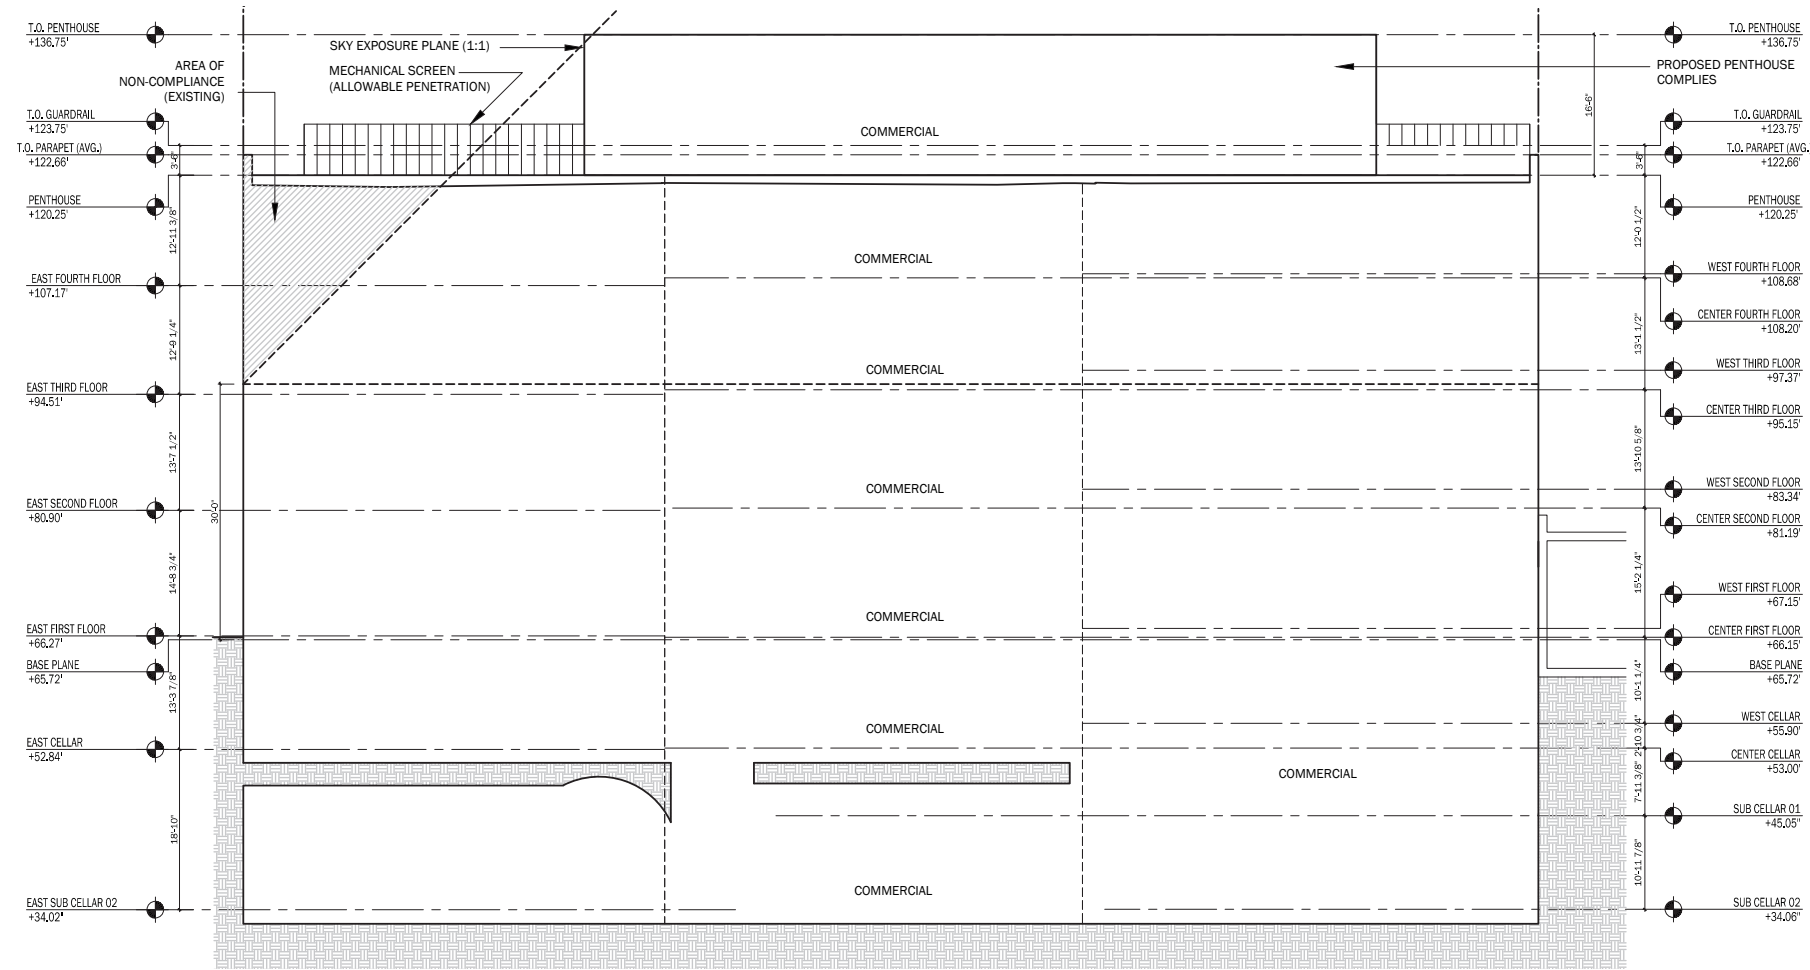 T.O. PENTHOUSE
+136.75'
AREA OF
NON-COMPLIANCE
(EXISTING)
SKY EXPOSURE PLANE (1:1)
MECHANICAL SCREEN
(ALLOWABLE PENETRATION)
T.O. GUARDRAIL
+123.75'
T.O. PARAPET (AVG.)
+122.66'
PENTHOUSE
+120.25'
EAST FOURTH FLOOR
+107.17'
EAST THIRD FLOOR
+94.51'
EAST SECOND FLOOR
+80.90'
EAST FIRST FLOOR
+66.27'
BASE PLANE
+65.72'
EAST CELLAR
+52.84'
EAST SUB CELLAR 02
+34.02'
3'-6"
12'-11 3/8"
12'-9 1/4"
13'-7 1/2"
14'-8 3/4"
13'-3 7/8"
18'-10"
30'-0"
COMMERCIAL
COMMERCIAL
COMMERCIAL
COMMERCIAL
COMMERCIAL
COMMERCIAL
COMMERCIAL
COMMERCIAL
16'-6"
3'-6"
12'-0 1/2"
13'-1 1/2"
13'-10 5/8"
15'-2 1/4"
10'-1 1/4"
2'-10 3/4"
7'-11 3/8"
10'-11 7/8"
T.O. PENTHOUSE
+136.75'
PROPOSED PENTHOUSE
COMPLIES
T.O. GUARDRAIL
+123.75'
T.O. PARAPET (AVG.
+122.66'
PENTHOUSE
+120.25'
WEST FOURTH FLOOR
+108.68'
CENTER FOURTH FLOOR
+108.20'
WEST THIRD FLOOR
+97.37'
CENTER THIRD FLOOR
+95.15'
WEST SECOND FLOOR
+83.34'
CENTER SECOND FLOOR
+81.19'
WEST FIRST FLOOR
+67.15'
CENTER FIRST FLOOR
+66.15'
BASE PLANE
+65.72'
WEST CELLAR
+55.90'
CENTER CELLAR
+53.00'
SUB CELLAR 01
+45.05"
SUB CELLAR 02
+34.06"